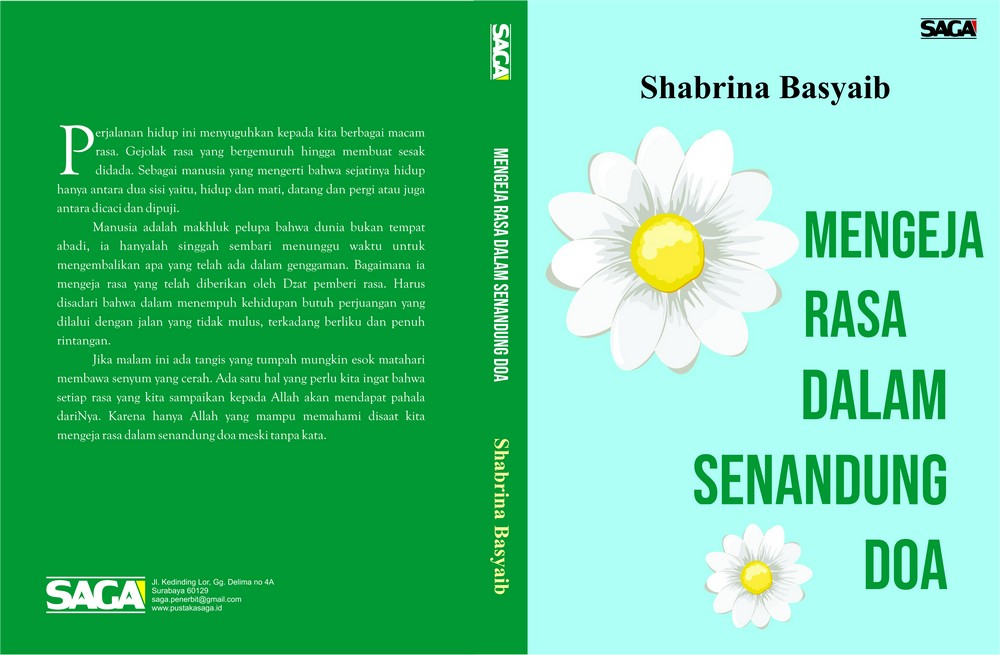 Perjalanan hidup ini menyuguhkan kepada kita berbagai macam
rasa. Gejolak rasa yang bergemuruh hingga membuat sesak
didada. Sebagai manusia yang mengerti bahwa sejatinya hidup
hanya antara dua sisi yaitu, hidup dan mati, datang dan pergi atau juga
antara dicaci dan dipuji.
Manusia adalah makhluk pelupa bahwa dunia bukan tempat
abadi, ia hanyalah singgah sembari menunggu waktu untuk
mengembalikan apa yang telah ada dalam genggaman. Bagaimana ia
mengeja rasa yang telah diberikan oleh Dzat pemberi rasa. Harus
disadari bahwa dalam menempuh kehidupan butuh perjuangan yang
dilalui dengan jalan yang tidak mulus, terkadang berliku dan penuh
rintangan.
Jika malam ini ada tangis yang tumpah mungkin esok matahari
membawa senyum yang cerah. Ada satu hal yang perlu kita ingat bahwa
setiap rasa yang kita sampaikan kepada Allah akan mendapat pahala
dariNya. Karena hanya Allah yang mampu memahami disaat kita
mengeja rasa dalam senandung doa meski tanpa kata.
SAGA
Jl. Kedinding Lor, Gg. Delima no 4A
Surabaya 60129
saga.penerbit@gmail.com
www.pustakasaga.id
SAGA
MENGEJA RASA DALAM SENANDUNG DOA
Shabrina Basyaib
SAGA
Shabrina Basyaib
MENGEJA
RASA
DALAM
SENANDUNG
DOA